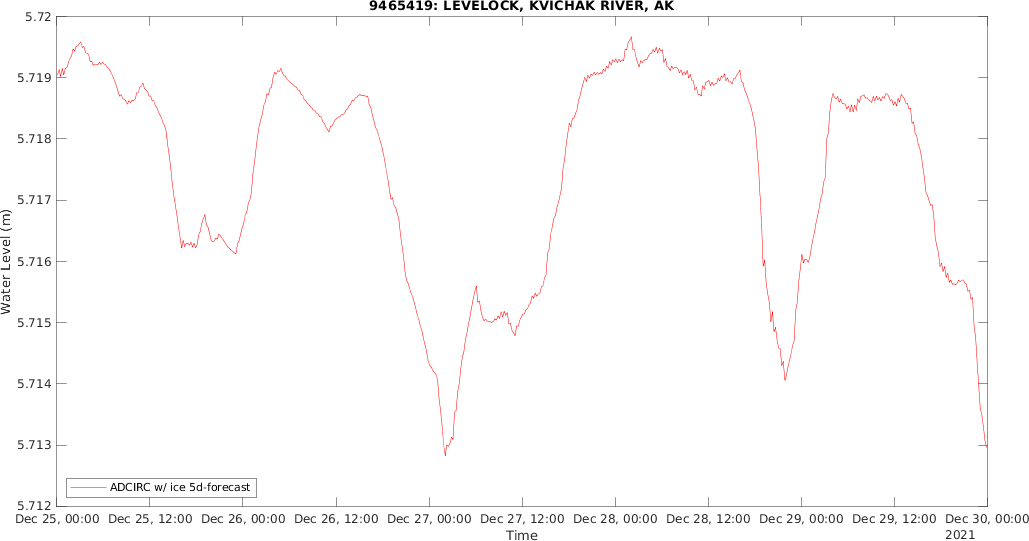 9465419: LEVELOCK, KVICHAK RIVER, AK
5.72
5.719
5.718
5.717
5.716
5.715
5.714
5.713
5.712
Water Level (m)
ADCIRC w/ ice 5d-forecast
Dec 25, 00:00 Dec 25, 12:00 Dec 26, 00:00 Dec 26, 12:00 Dec 27, 00:00 Dec 27, 12:00 Dec 28, 00:00 Dec 28, 12:00 Dec 29, 00:00 Dec 29, 12:00 Dec 30, 00:00
Time
2021